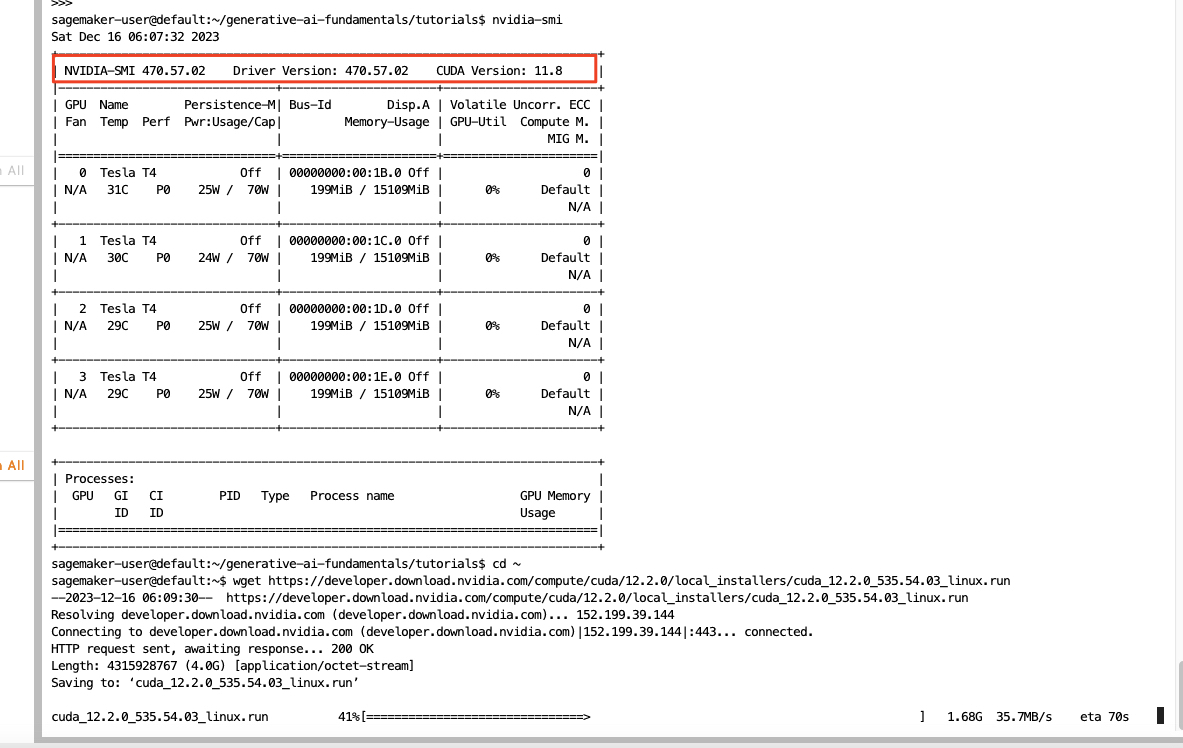 >>>
sagemaker-user@default:~/generative-ai-fundamentals/tutorials$ nvidia-smi
Sat Dec 16 06:07:32 2023
+-----------------------------------------------------------------------------+
| NVIDIA-SMI 470.57.02    Driver Version: 470.57.02    CUDA Version: 11.8     |
|-------------------------------+----------------------+----------------------+
| GPU  Name        Persistence-M| Bus-Id        Disp.A | Volatile Uncorr. ECC |
| Fan  Temp  Perf  Pwr:Usage/Cap|         Memory-Usage | GPU-Util  Compute M. |
|                               |                      |               MIG M. |
|===============================+======================+======================|
|   0  Tesla T4            Off  | 00000000:00:1B.0 Off |                    0 |
| N/A   31C    P0    25W /  70W |    199MiB / 15109MiB |      0%      Default |
|                               |                      |                  N/A |
+-------------------------------+----------------------+----------------------+
|   1  Tesla T4            Off  | 00000000:00:1C.0 Off |                    0 |
| N/A   30C    P0    24W /  70W |    199MiB / 15109MiB |      0%      Default |
|                               |                      |                  N/A |
+-------------------------------+----------------------+----------------------+
|   2  Tesla T4            Off  | 00000000:00:1D.0 Off |                    0 |
| N/A   29C    P0    25W /  70W |    199MiB / 15109MiB |      0%      Default |
|                               |                      |                  N/A |
+-------------------------------+----------------------+----------------------+
|   3  Tesla T4            Off  | 00000000:00:1E.0 Off |                    0 |
| N/A   29C    P0    25W /  70W |    199MiB / 15109MiB |      0%      Default |
|                               |                      |                  N/A |
+-------------------------------+----------------------+----------------------+
+-----------------------------------------------------------------------------+
| Processes:                                                                  |
|  GPU   GI   CI        PID   Type   Process name                  GPU Memory |
|        ID   ID                                                   Usage      |
|=============================================================================|
+-----------------------------------------------------------------------------+
sagemaker-user@default:~/generative-ai-fundamentals/tutorials$ cd ~
sagemaker-user@default:~$ wget https://developer.download.nvidia.com/compute/cuda/12.2.0/local_installers/cuda_12.2.0_535.54.03_linux.run
--2023-12-16 06:09:30--  https://developer.download.nvidia.com/compute/cuda/12.2.0/local_installers/cuda_12.2.0_535.54.03_linux.run
Resolving developer.download.nvidia.com (developer.download.nvidia.com)... 152.199.39.144
Connecting to developer.download.nvidia.com (developer.download.nvidia.com)|152.199.39.144|:443... connected.
HTTP request sent, awaiting response... 200 OK
Length: 4315928767 (4.0G) [application/octet-stream]
Saving to: ‘cuda_12.2.0_535.54.03_linux.run’
cuda_12.2.0_535.54.03_linux.run          41%[===============================>                                               ]   1.68G  35.7MB/s    eta 70s
All
All